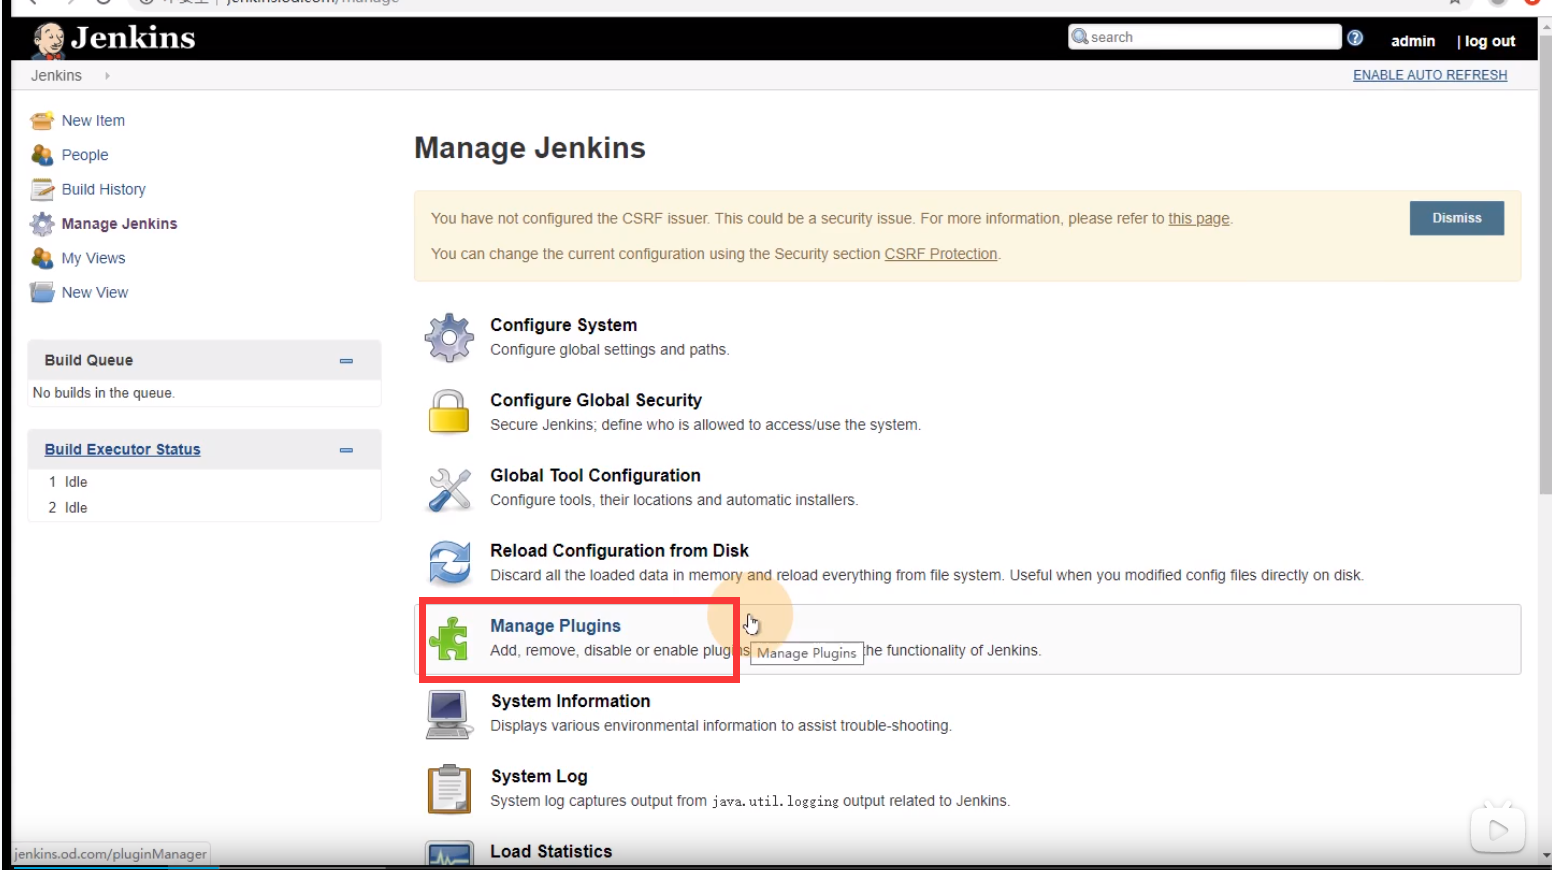 Jenkins
search
admin
| log out
Jenkins
ENABLE AUTO REFRESH
New Item
People
Build History
Manage Jenkins
My Views
New View
Build Queue
No builds in the queue.
Build Executor Status
1 Idle
2 Idle
Manage Jenkins
You have not configured the CSRF issuer. This could be a security issue. For more information, please refer to this page.
Dismiss
You can change the current configuration using the Security section CSRF Protection.
Configure System
Configure global settings and paths.
Configure Global Security
Secure Jenkins; define who is allowed to access/use the system.
Global Tool Configuration
Configure tools, their locations and automatic installers.
Reload Configuration from Disk
Discard all the loaded data in memory and reload everything from file system. Useful when you modified config files directly on disk.
Manage Plugins
Add, remove, disable or enable plugins the functionality of Jenkins.
Manage Plugins
System Information
Displays various environmental information to assist trouble-shooting.
System Log
System log captures output from java.util.logging output related to Jenkins.
Load Statistics
jenkins.od.com/pluginManager